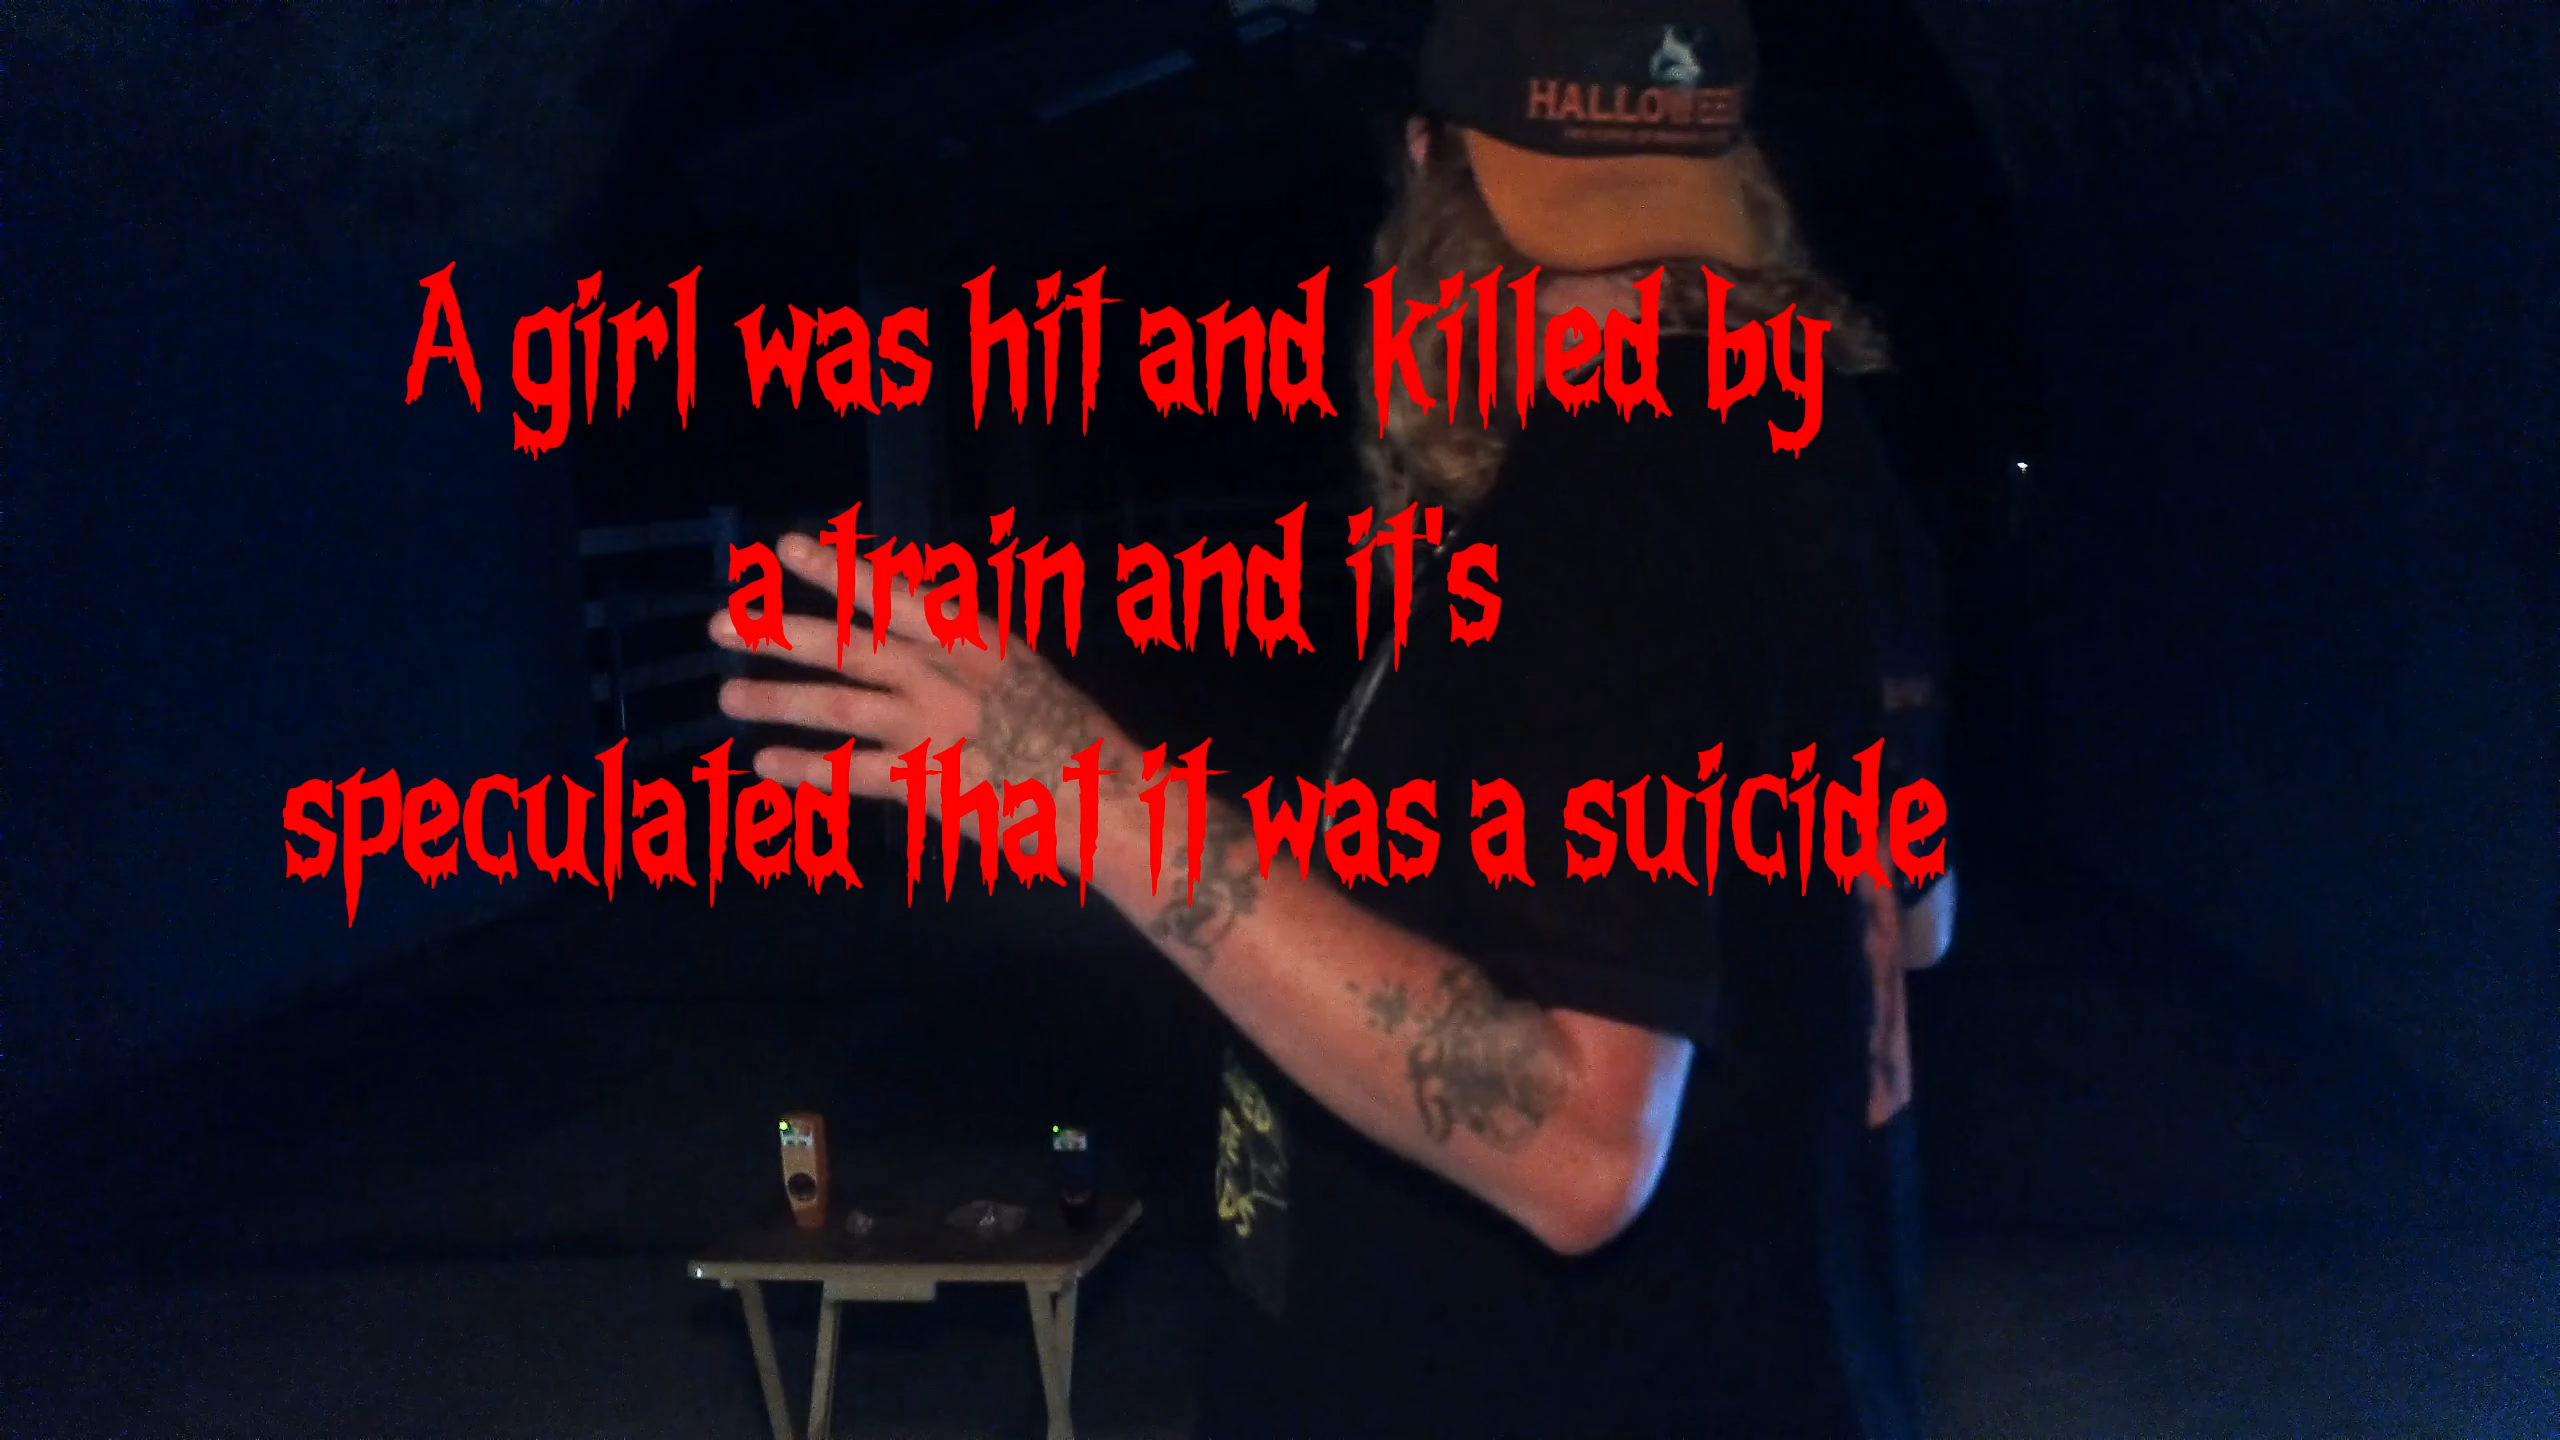 HALLOWEEN
A girl was hit and killed by
a train and it's
speculated that it was a suicide